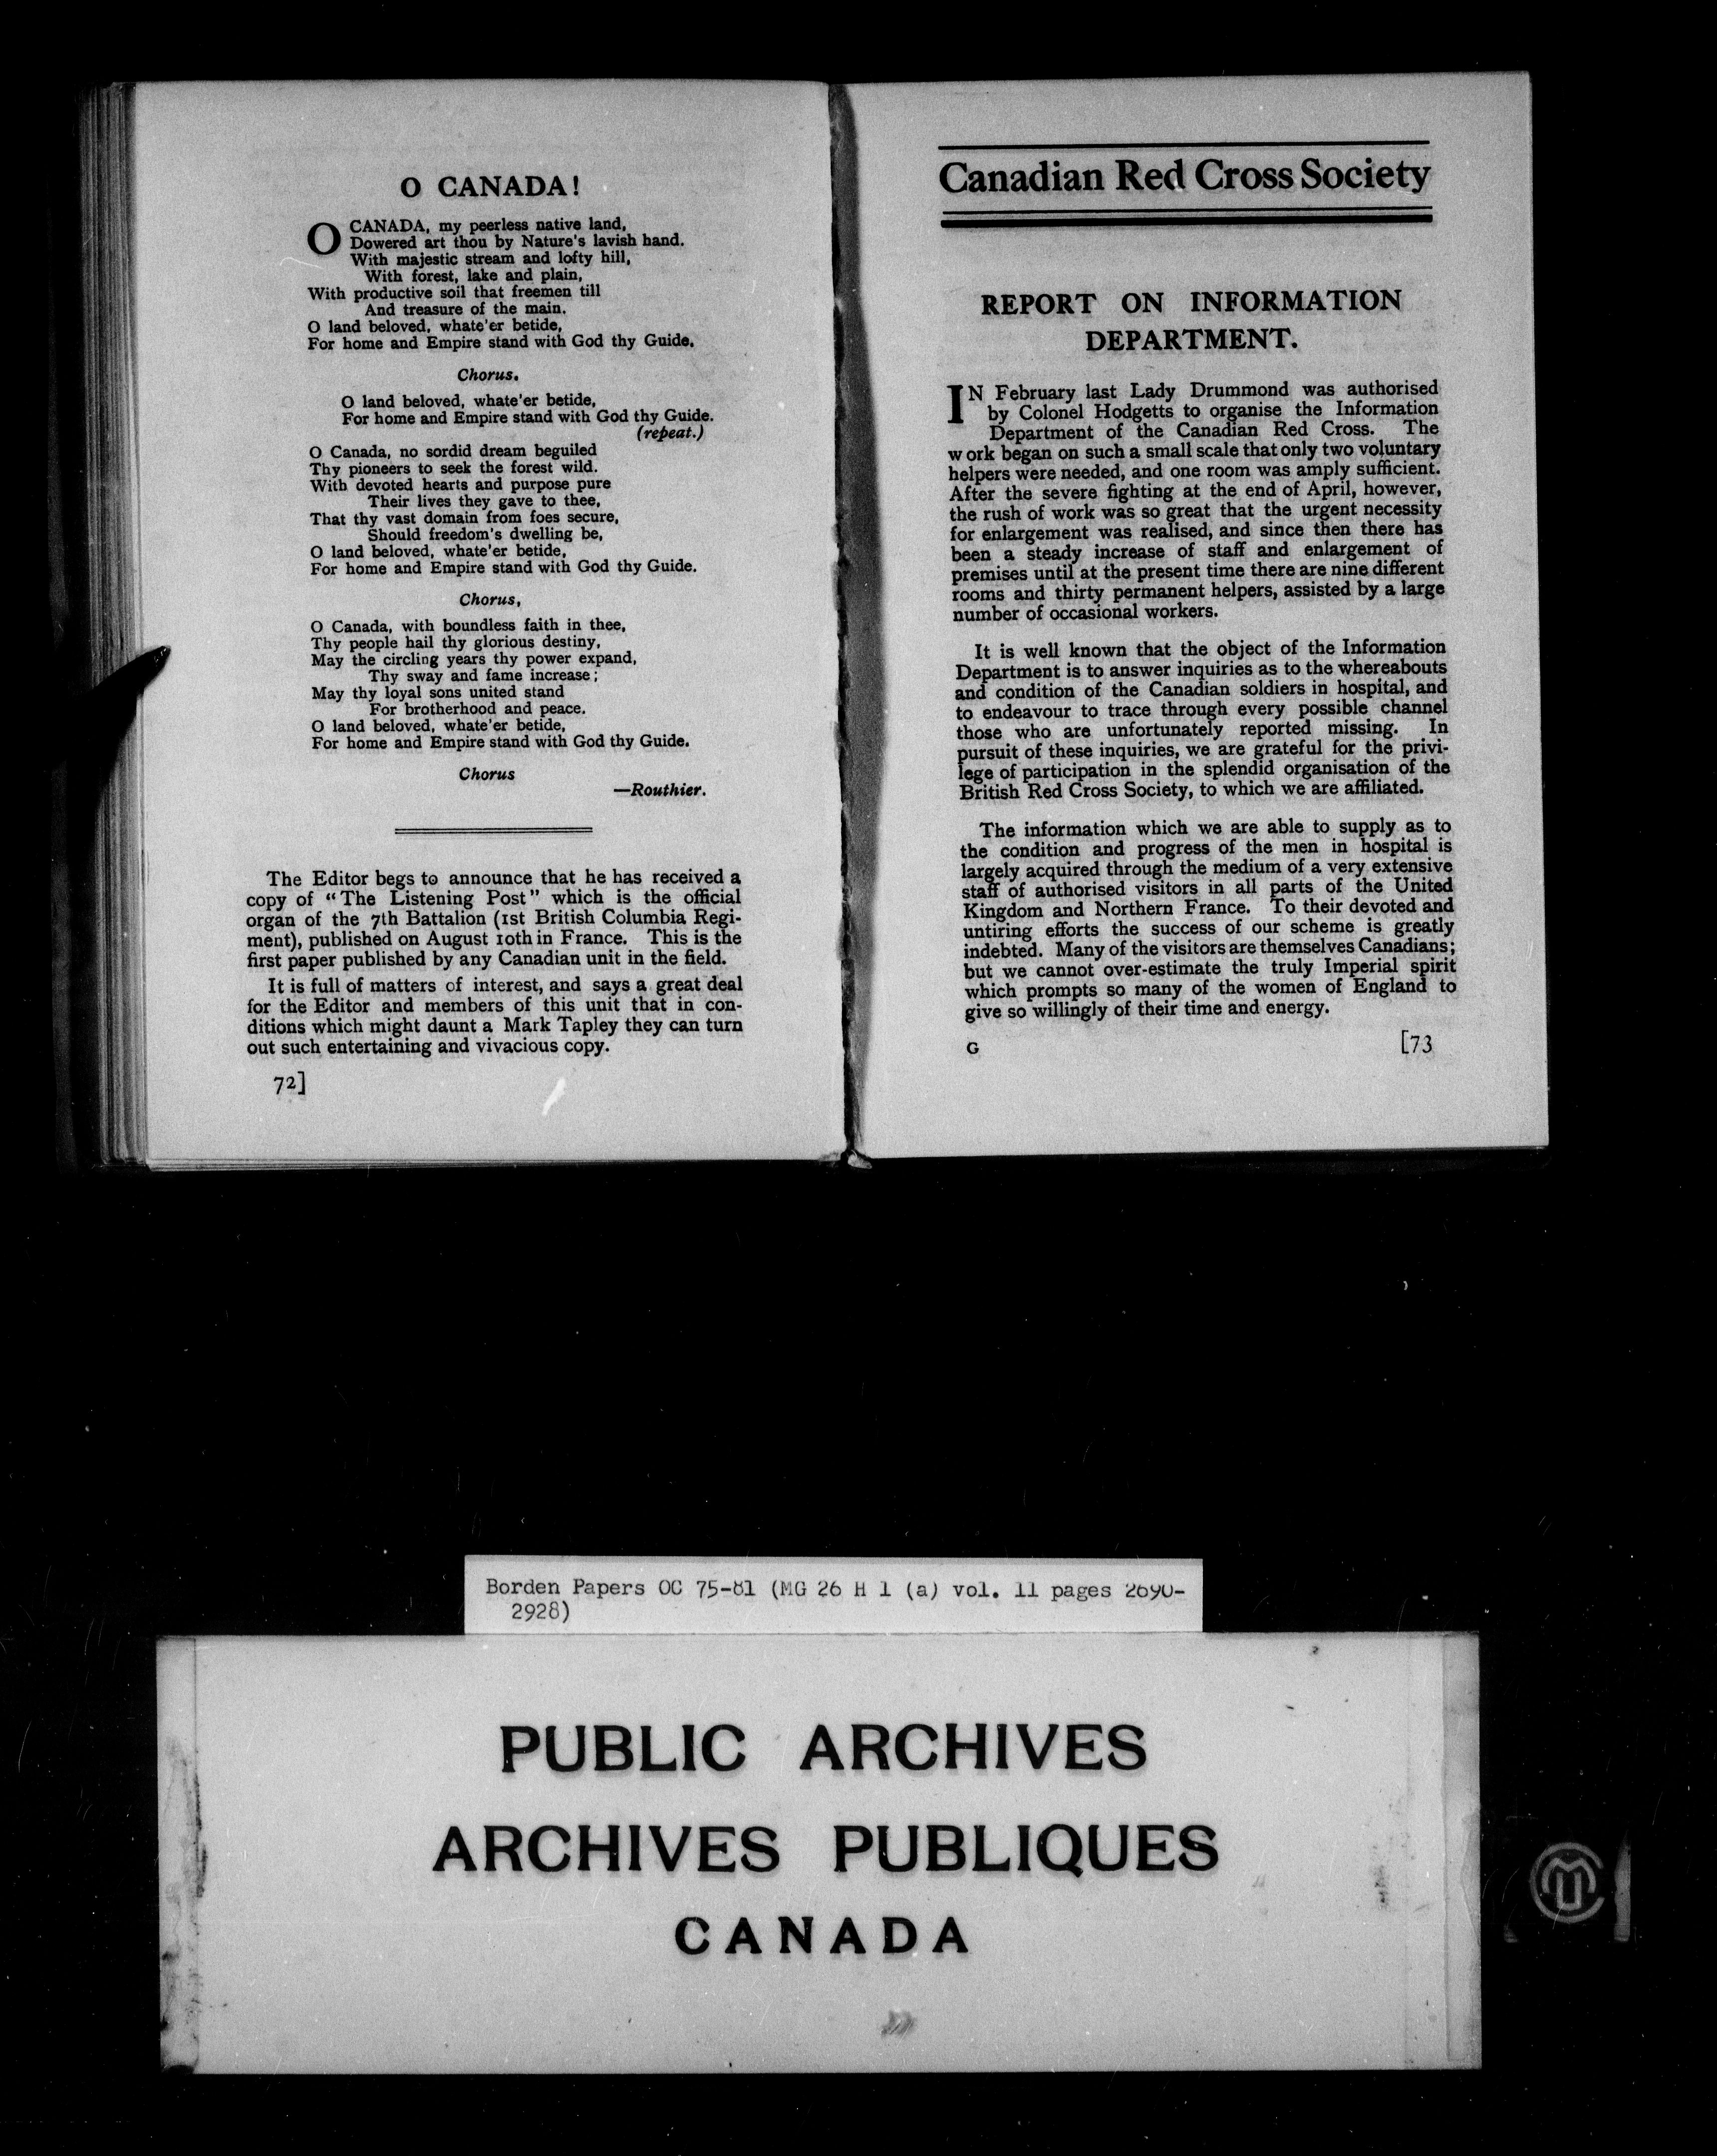 O CANADA!
O CANADA, my peerless native land,
Dowered art thou by Nature's lavish hand.
With majestic stream and lofty hill,
With forest, lake and plain,
With productive soil that freemen till
And treasure of the main.
O land beloved, whate'er betide,
For home and Empire stand with God thy Guide.
Chorus.
O land beloved, whate'er betide,
For home and Empire stand with God thy Guide.
(repeat.)
O Canada, no sordid dream beguiled
Thy pioneers to seek the forest wild.
With devoted hearts and purpose pure
Their lives they gave to thee,
That thy vast domain from foes secure,
Should freedom's dwelling be,
O land beloved, whate'er betide,
For home and Empire stand with God thy Guide.
Chorus,
O Canada, with boundless faith in thee,
Thy people hail thy glorious destiny,
May the circling years thy power expand,
Thy sway and fame increase;
May thy loyal sons united stand
For brotherhood and peace.
O land beloved, whate'er betide,
For home and Empire stand with God thy Guide.
Chorus
—Routhier.
The Editor begs to announce that he has received a
copy of "The Listening Post" which is the official
organ of the 7th Battalion (1st British Columbia Regi-
ment), published on August 10th in France. This is the
first paper published by any Canadian unit in the field.
It is full of matters of interest, and says a great deal
for the Editor and members of this unit that in con-
ditions which might daunt a Mark Tapley they can turn
out such entertaining and vivacious copy.
72]
Canadian Red Cross Society
REPORT ON INFORMATION
DEPARTMENT.
IN February last Lady Drummond was authorised
by Colonel Hodgetts to organise the Information
Department of the Canadian Red Cross. The
work began on such a small scale that only two voluntary
helpers were needed, and one room was amply sufficient.
After the severe fighting at the end of April, however,
the rush of work was so great that the urgent necessity
for enlargement was realised, and since then there has
been a steady increase of staff and enlargement of
premises until at the present time there are nine different
rooms and thirty permanent helpers, assisted by a large
number of occasional workers.
It is well known that the object of the Information
Department is to answer inquiries as to the whereabouts
and condition of the Canadian soldiers in hospital, and
to endeavour to trace through every possible channel
those who are unfortunately reported missing. In
pursuit of these inquiries, we are grateful for the privi-
lege of participation in the splendid organisation of the
British Red Cross Society, to which we are affiliated.
The information which we are able to supply as to
the condition and progress of the men in hospital is
largely acquired through the medium of a very extensive
staff of authorised visitors in all parts of the United
Kingdom and Northern France. To their devoted and
untiring efforts the success of our scheme is greatly
indebted. Many of the visitors are themselves Canadians;
but we cannot over-estimate the truly Imperial spirit
which prompts so many of the women of England to
give so willingly of their time and energy.
G
[73
Borden Papers OC 75-81 (MG 26 H 1 (a) vol. 11 pages 2690-
2928)
PUBLIC ARCHIVES
ARCHIVES PUBLIQUES
CANADA